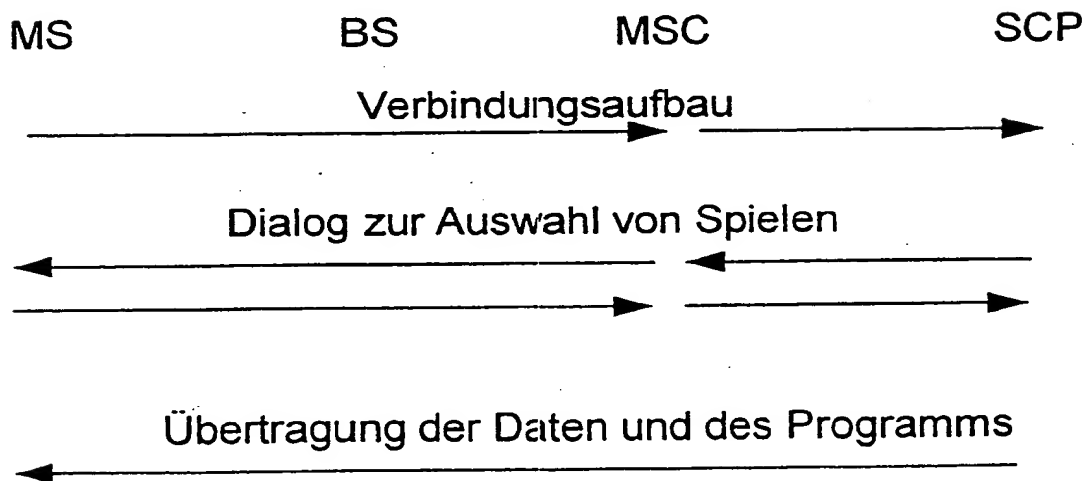 MS BS MSC SCP
Verbindungsaufbau
Dialog zur Auswahl von Spielen
Übertragung der Daten und des Programms